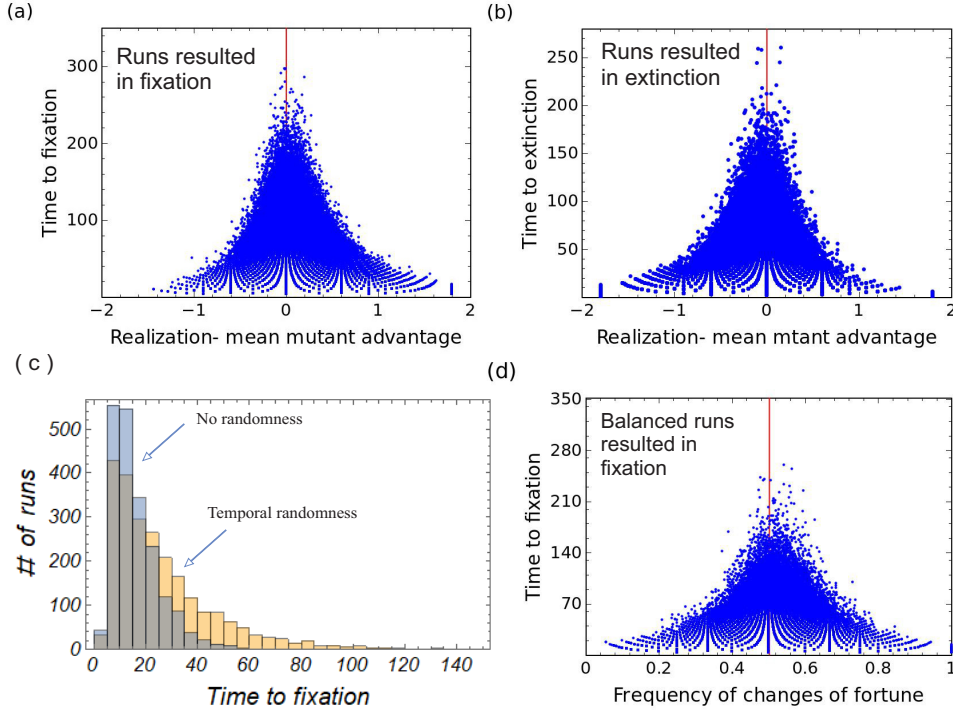 (a)
Runs resulted
in fixation
Time to fixation
300
200
100
−2
−1
0
1
2
Realization- mean mutant advantage
(b)
Runs resulted
in extinction
Time to extinction
250
200
150
100
50
−2
−1
0
1
2
Realization- mean mtant advantage
( c )
No randomness
Temporal randomness
# of runs
500
400
300
200
100
0
0
20
40
60
80
100
120
140
Time to fixation
(d)
Balanced runs
resulted in
fixation
Time to fixation
350
280
210
140
70
0
0.2
0.4
0.6
0.8
1
Frequency of changes of fortune